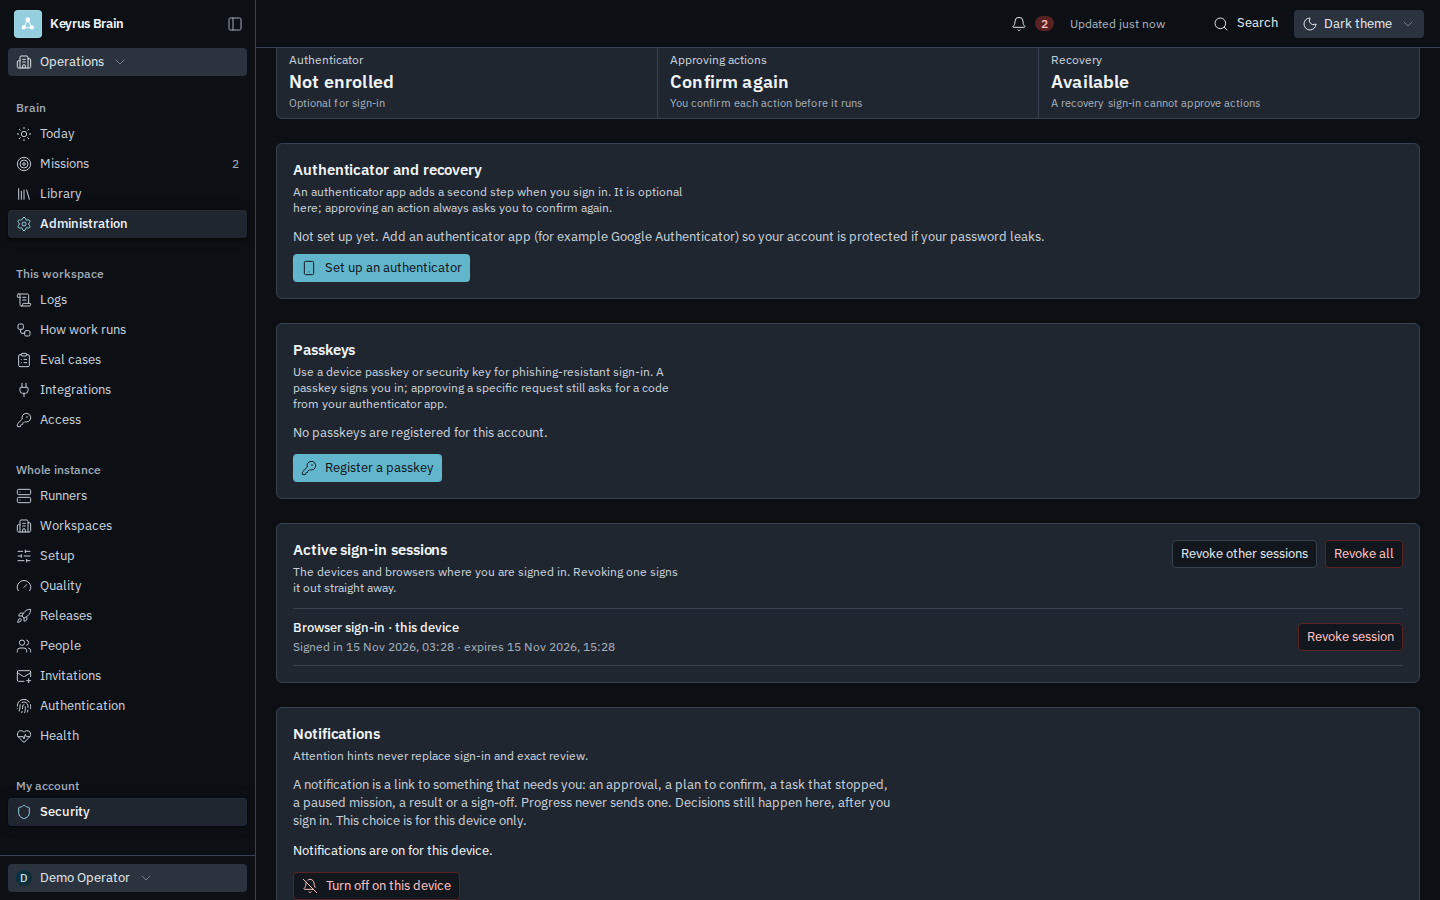 Keyrus Brain
2
Updated just now
Search
Dark theme
Operations
Brain
Today
Missions
2
Library
Administration
This workspace
Logs
How work runs
Eval cases
Integrations
Access
Whole instance
Runners
Workspaces
Setup
Quality
Releases
People
Invitations
Authentication
Health
My account
Security
D
Demo Operator
Authenticator
Not enrolled
Optional for sign-in
Approving actions
Confirm again
You confirm each action before it runs
Recovery
Available
A recovery sign-in cannot approve actions
Authenticator and recovery
An authenticator app adds a second step when you sign in. It is optional
here; approving an action always asks you to confirm again.
Not set up yet. Add an authenticator app (for example Google Authenticator) so your account is protected if your password leaks.
Set up an authenticator
Passkeys
Use a device passkey or security key for phishing-resistant sign-in. A
passkey signs you in; approving a specific request still asks for a code
from your authenticator app.
No passkeys are registered for this account.
Register a passkey
Active sign-in sessions
The devices and browsers where you are signed in. Revoking one signs
it out straight away.
Revoke other sessions
Revoke all
Browser sign-in · this device
Signed in 15 Nov 2026, 03:28 · expires 15 Nov 2026, 15:28
Revoke session
Notifications
Attention hints never replace sign-in and exact review.
A notification is a link to something that needs you: an approval, a plan to confirm, a task that stopped,
a paused mission, a result or a sign-off. Progress never sends one. Decisions still happen here, after you
sign in. This choice is for this device only.
Notifications are on for this device.
Turn off on this device